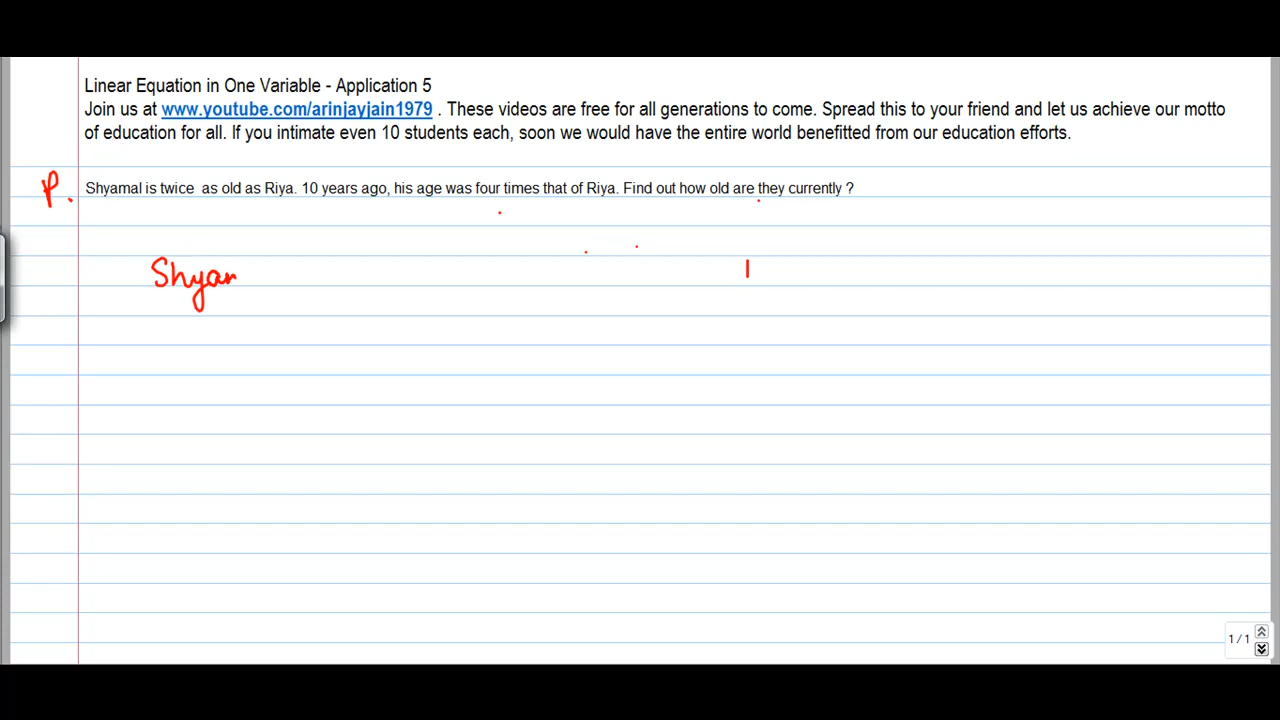 Linear Equation in One Variable - Application 5
Join us at www.youtube.com/arinjayjain1979 . These videos are free for all generations to come. Spread this to your friend and let us achieve our motto
of education for all. If you intimate even 10 students each, soon we would have the entire world benefitted from our education efforts.
P. Shyamal is twice as old as Riya. 10 years ago, his age was four times that of Riya. Find out how old are they currently ?
Shyam
1 / 1